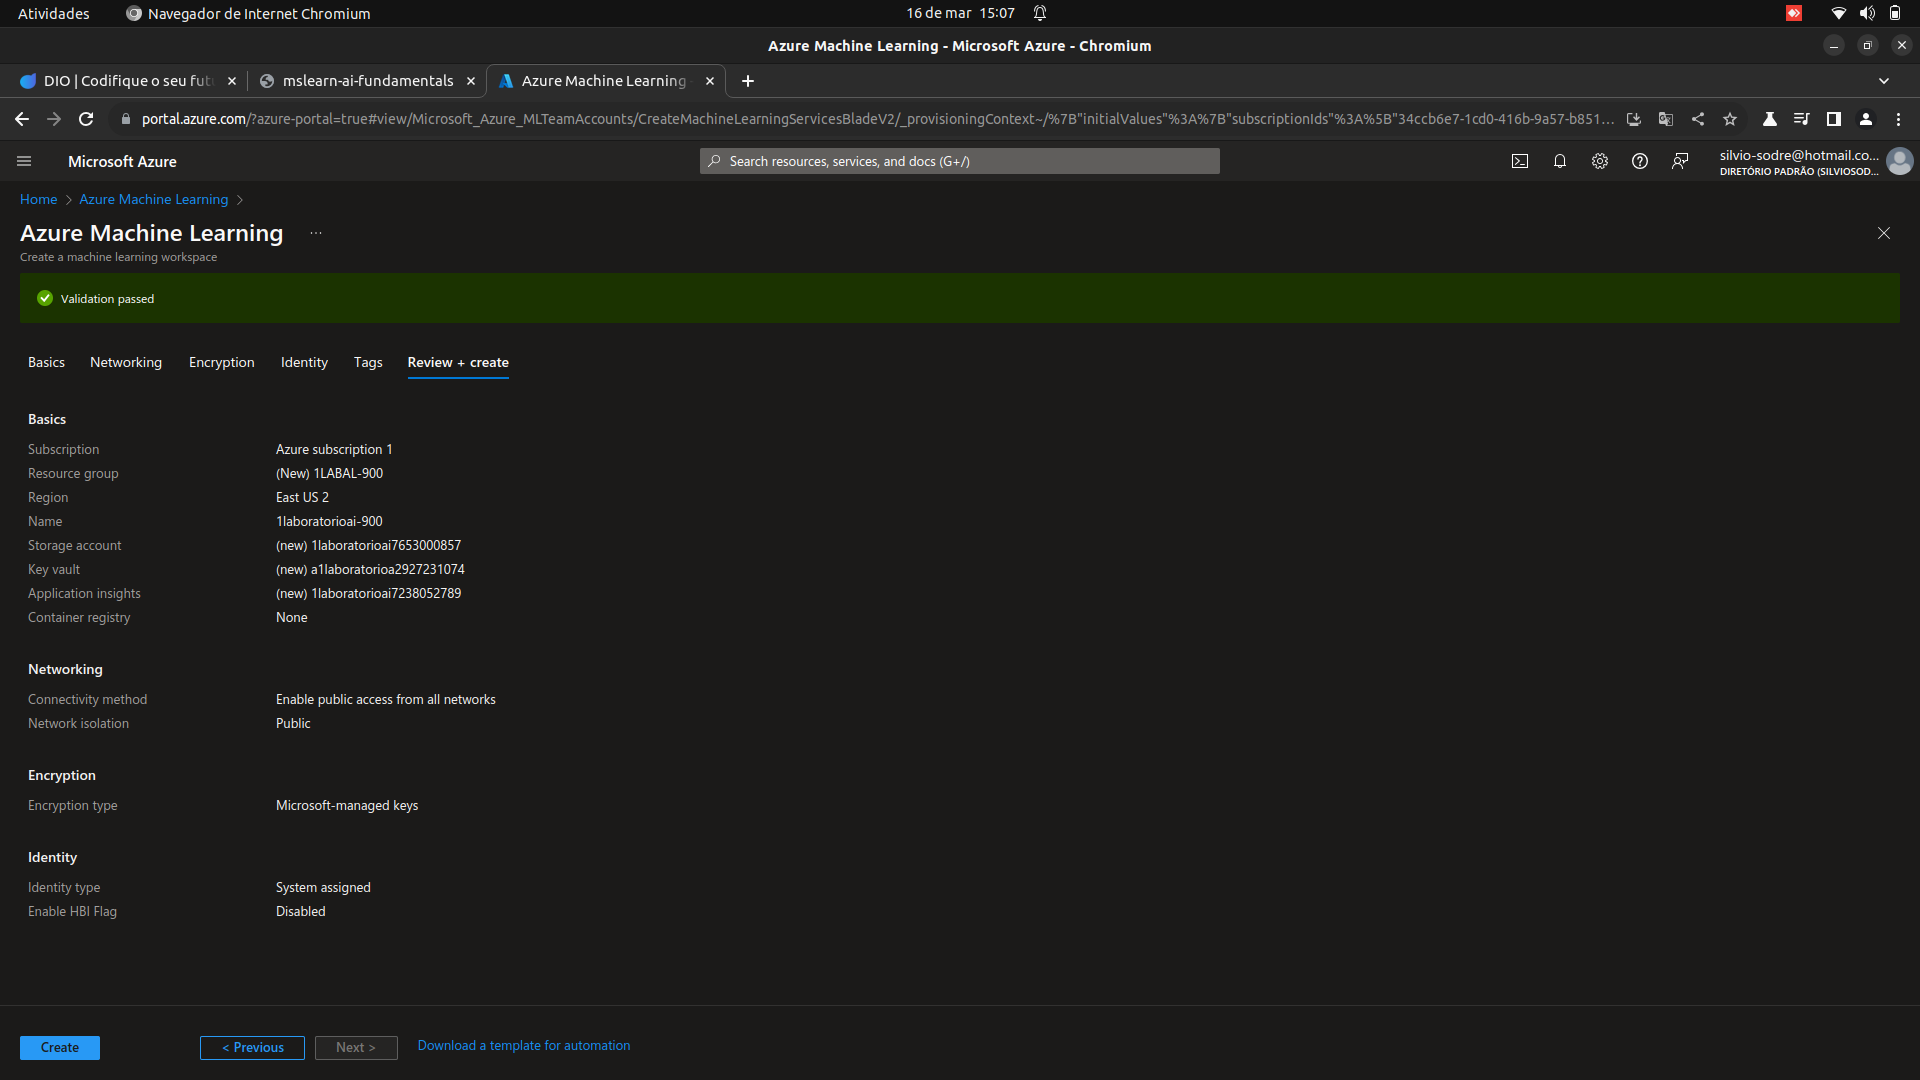 Atividades
Navegador de Internet Chromium
16 de mar 15:07
Azure Machine Learning - Microsoft Azure - Chromium
DIO | Codifique o seu futu
mslearn-ai-fundamentals
Azure Machine Learning -
portal.azure.com/?azure-portal=true#view/Microsoft_Azure_MLTeamAccounts/CreateMachineLearningServicesBladeV2/_provisioningContext~/%7B"initialValues"%3A%7B"subscriptionIds"%3A%5B"34ccb6e7-1cd0-416b-9a57-b851...
Microsoft Azure
Search resources, services, and docs (G+/)
silvio-sodre@hotmail.co...
DIRETÓRIO PADRÃO (SILVIOSOD...
Home > Azure Machine Learning >
Azure Machine Learning ...
Create a machine learning workspace
Validation passed
Basics Networking Encryption Identity Tags Review + create
Basics
Subscription Azure subscription 1
Resource group (New) 1LABAL-900
Region East US 2
Name 1laboratorioai-900
Storage account (new) 1laboratorioai7653000857
Key vault (new) a1laboratorioa2927231074
Application insights (new) 1laboratorioai7238052789
Container registry None
Networking
Connectivity method Enable public access from all networks
Network isolation Public
Encryption
Encryption type Microsoft-managed keys
Identity
Identity type System assigned
Enable HBI Flag Disabled
Create
< Previous
Next >
Download a template for automation